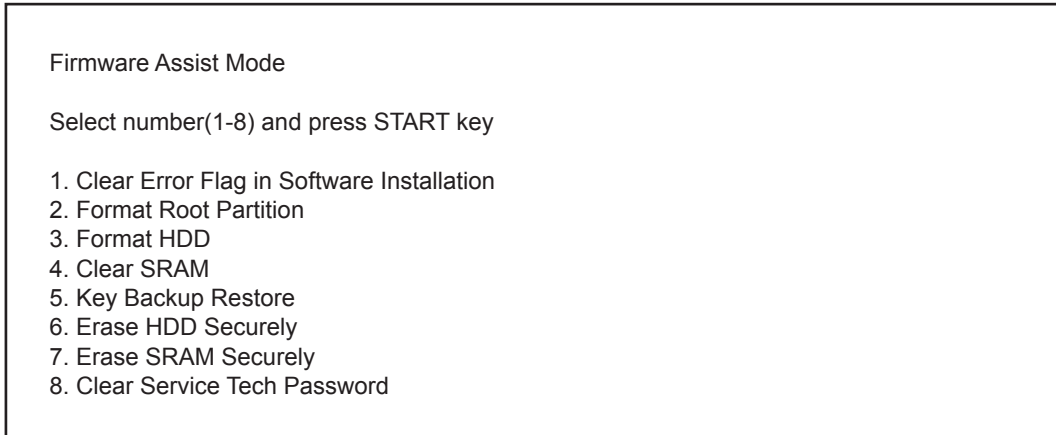 Firmware Assist Mode
Select number(1-8) and press START key
1. Clear Error Flag in Software Installation
2. Format Root Partition
3. Format HDD
4. Clear SRAM
5. Key Backup Restore
6. Erase HDD Securely
7. Erase SRAM Securely
8. Clear Service Tech Password